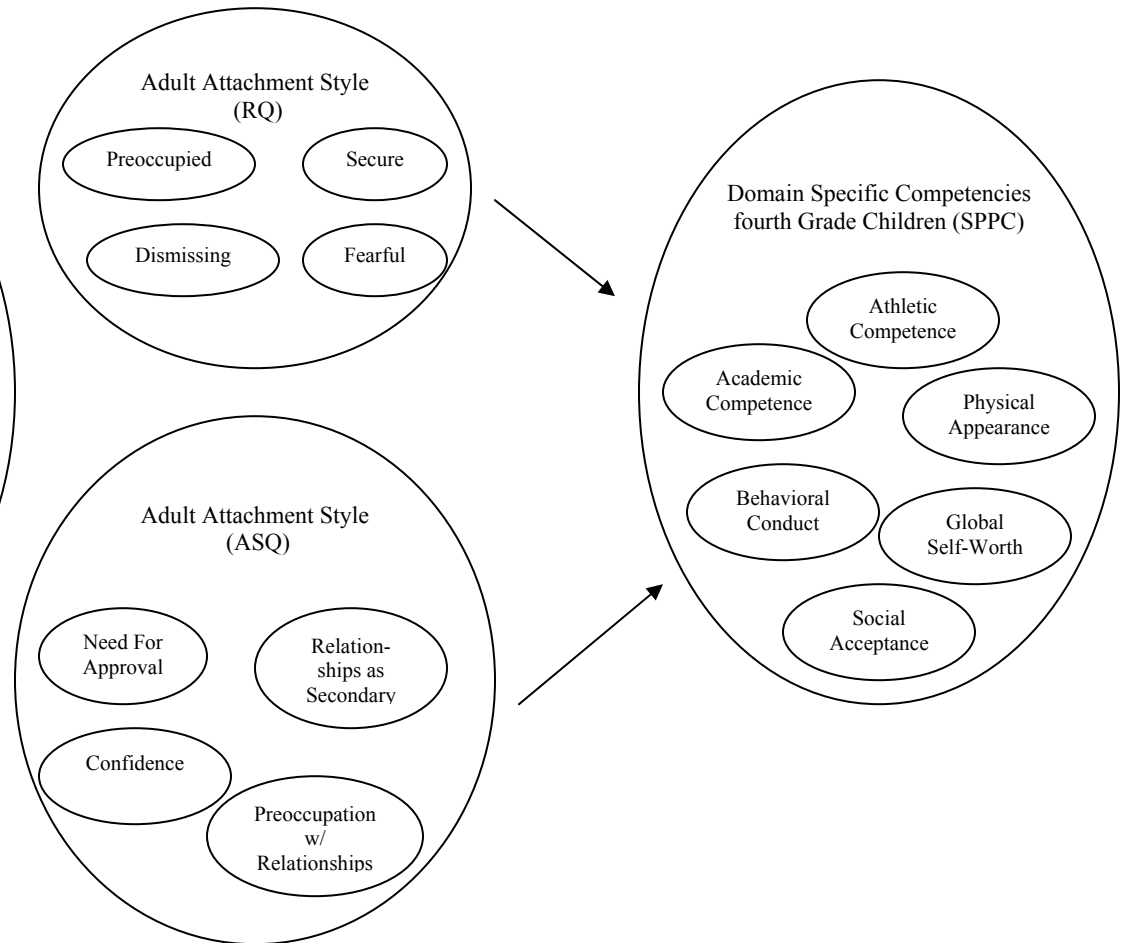 Adult Attachment Style
(RQ)
Preoccupied
Secure
Dismissing
Fearful
Adult Attachment Style
(ASQ)
Need For
Approval
Relation-
ships as
Secondary
Confidence
Preoccupation
w/
Relationships
Domain Specific Competencies
fourth Grade Children (SPPC)
Athletic
Competence
Academic
Competence
Physical
Appearance
Behavioral
Conduct
Global
Self-Worth
Social
Acceptance